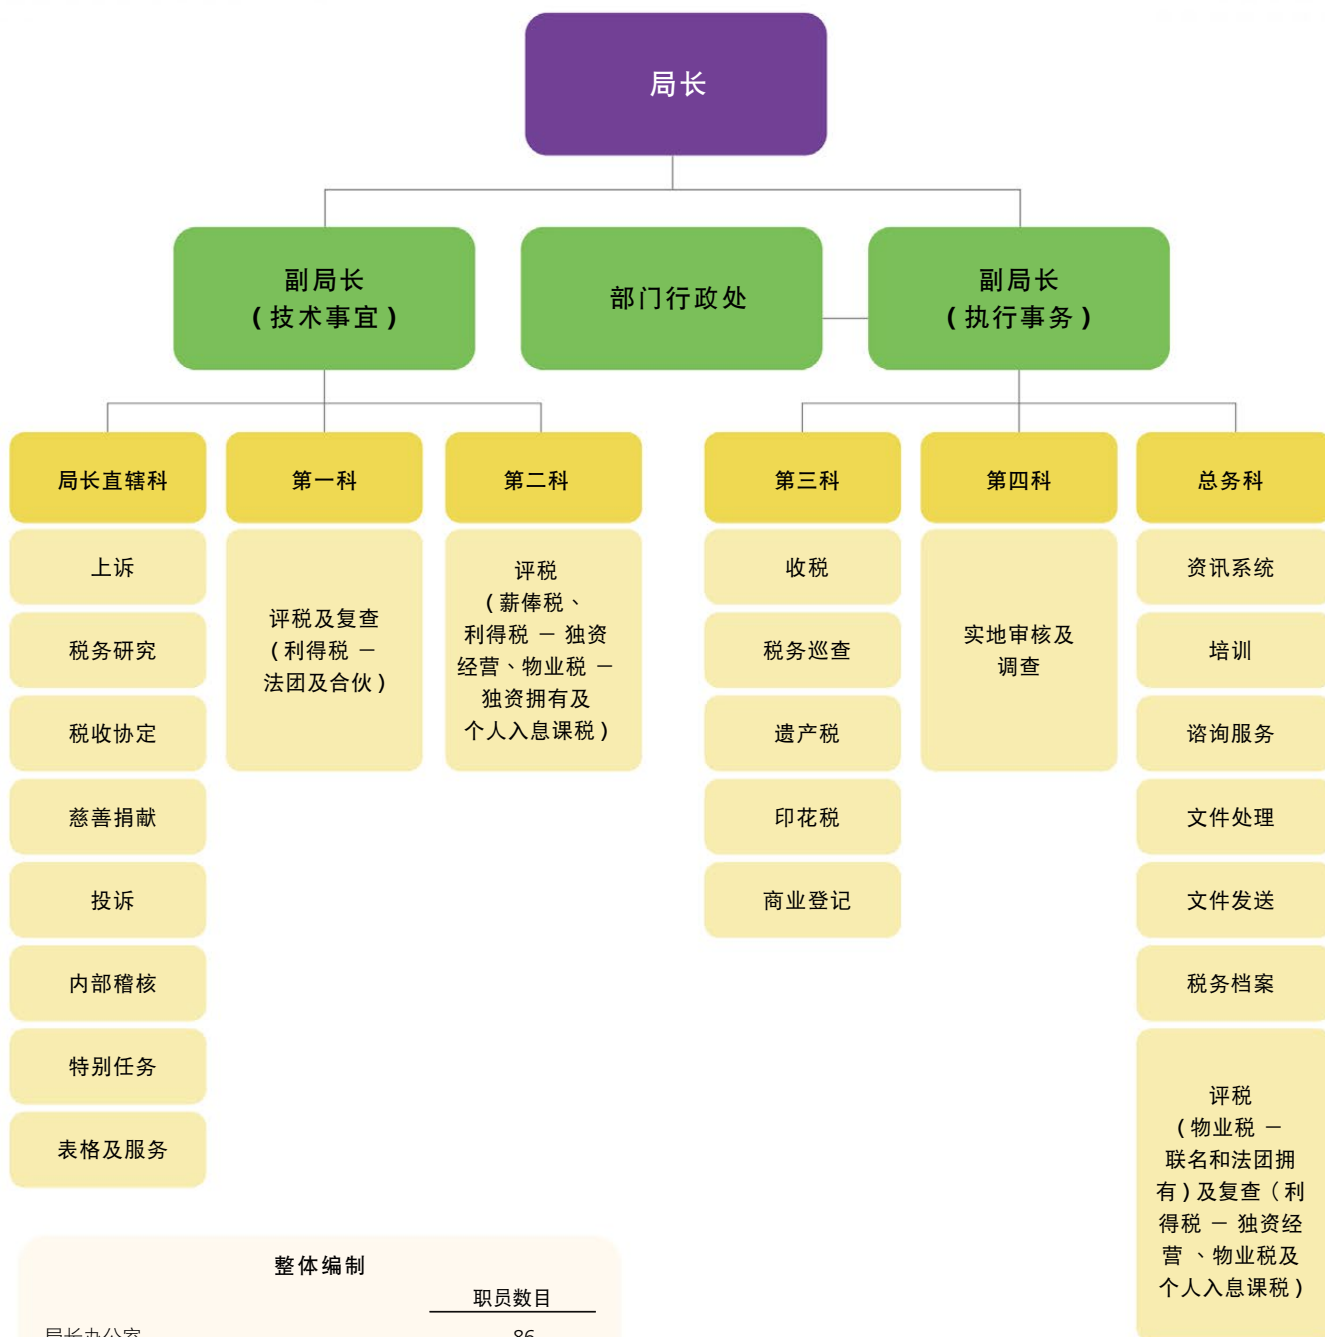 局长
副局长
(技术事宜)
部门行政处
副局长
(执行事务)
局长直辖科
第一科
第二科
第三科
第四科
总务科
上诉
税务研究
税收协定
慈善捐献
投诉
内部稽核
特别任务
表格及服务
评税及复查
(利得税 —
法团及合伙)
评税
(薪俸税、
利得税 — 独资
经营、物业税 —
独资拥有及
个人入息课税)
收税
税务巡查
遗产税
印花税
商业登记
实地审核及
调查
资讯系统
培训
谘询服务
文件处理
文件发送
税务档案
评税
(物业税 —
联名和法团拥
有)及复查(利
得税 — 独资经
营 、物业税及
个人入息课税)
整体编制
职员数目
局长办公室 86